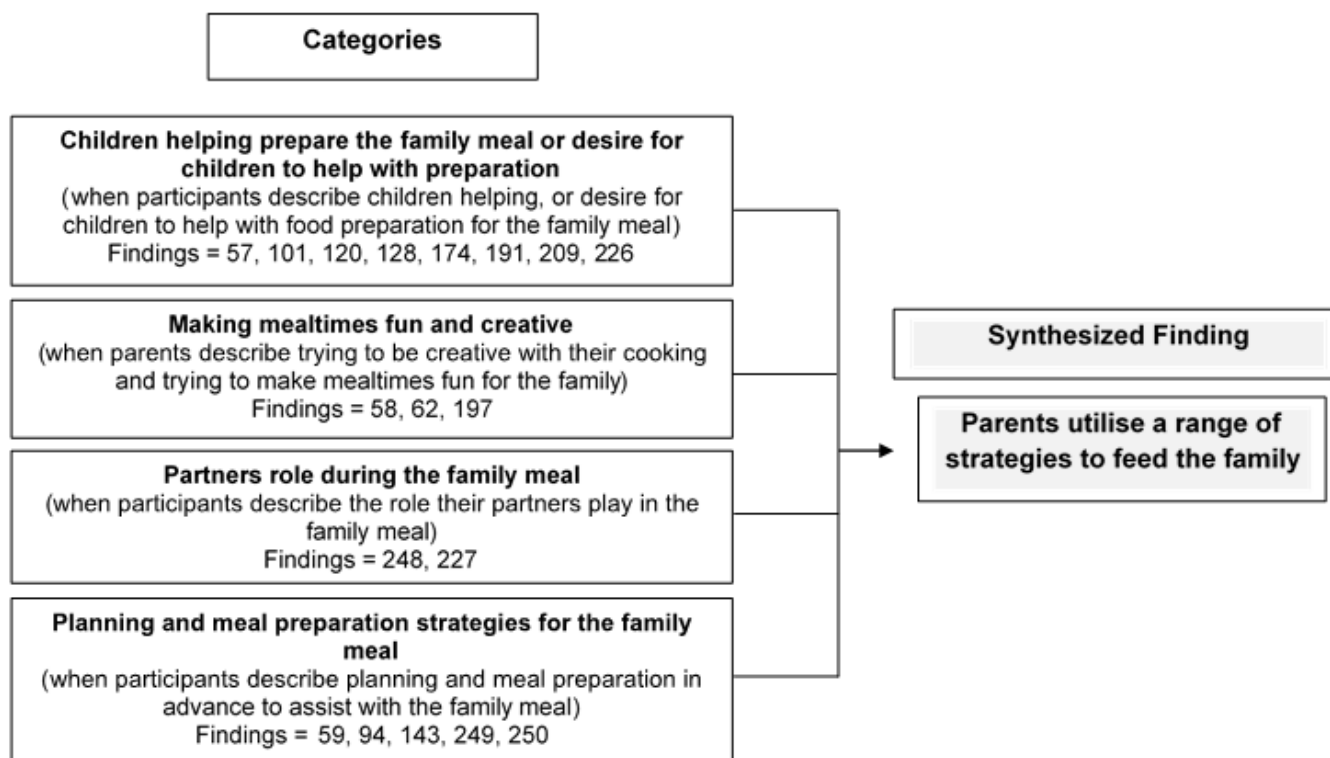 Categories
Children helping prepare the family meal or desire for
children to help with preparation
(when participants describe children helping, or desire for
children to help with food preparation for the family meal)
Findings = 57, 101, 120, 128, 174, 191, 209, 226
Making mealtimes fun and creative
(when parents describe trying to be creative with their cooking
and trying to make mealtimes fun for the family)
Findings = 58, 62, 197
Partners role during the family meal
(when participants describe the role their partners play in the
family meal)
Findings = 248, 227
Planning and meal preparation strategies for the family
meal
(when participants describe planning and meal preparation in
advance to assist with the family meal)
Findings = 59, 94, 143, 249, 250
Synthesized Finding
Parents utilise a range of
strategies to feed the family